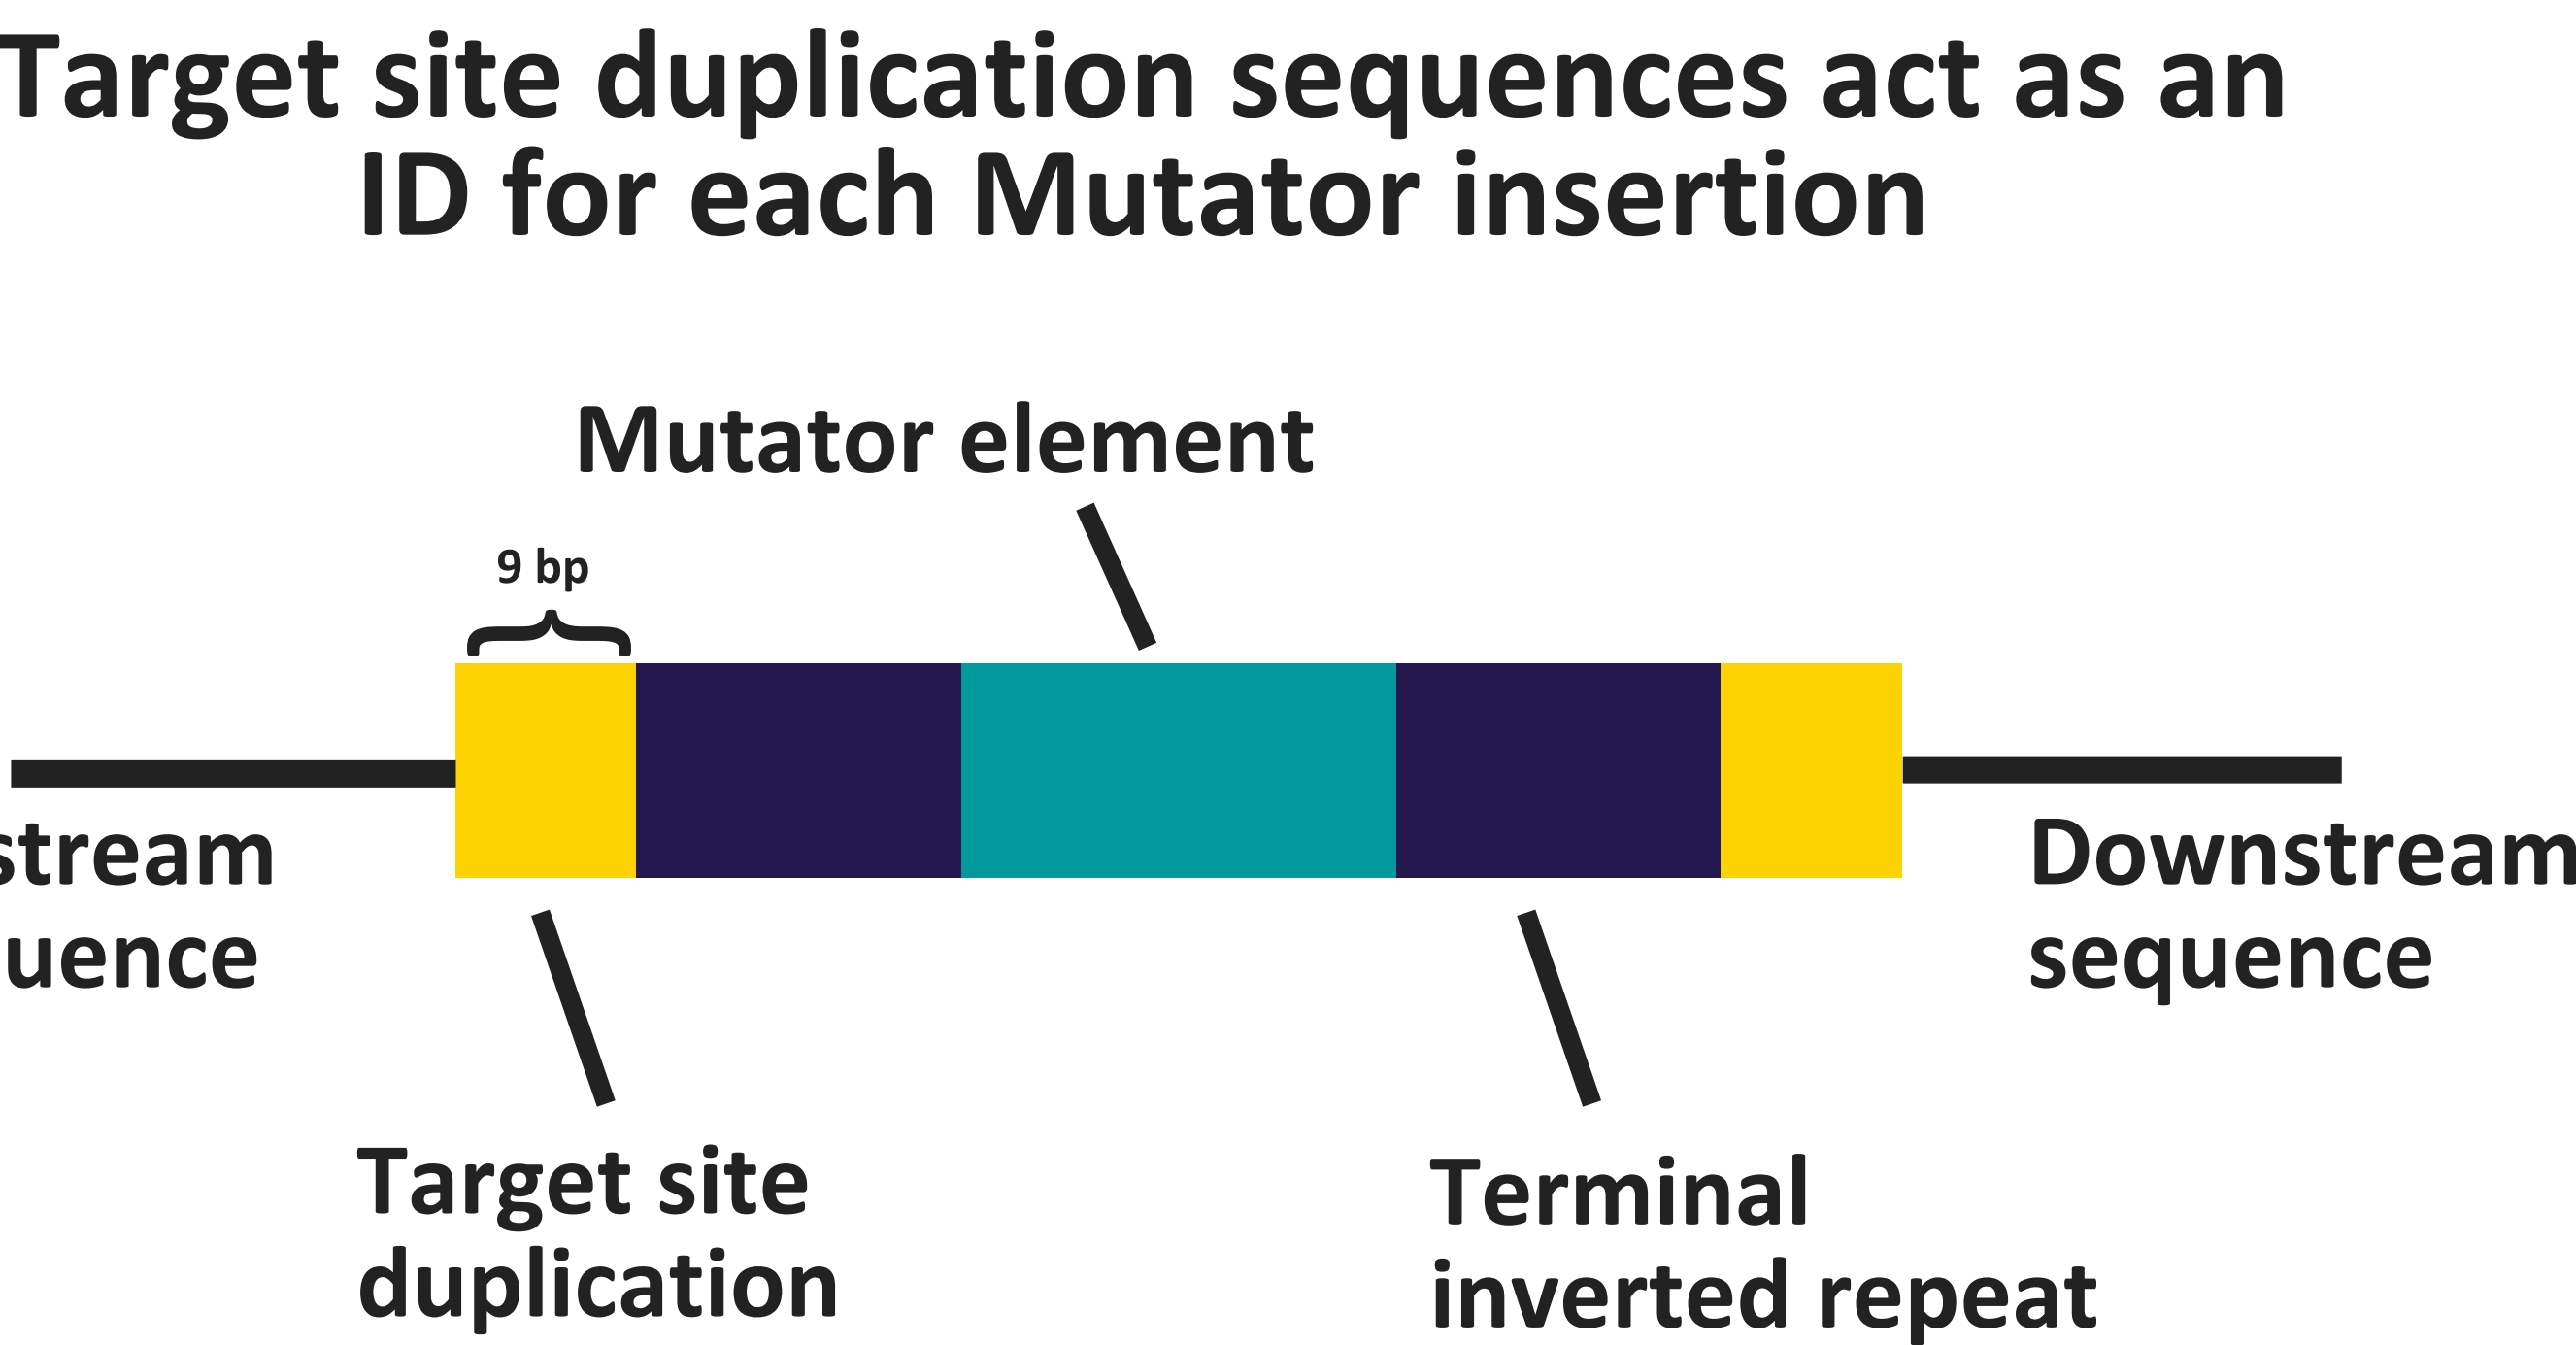 Target site duplication sequences act as an
ID for each Mutator insertion
Mutator element
9 bp
stream
uence
Downstream
sequence
Target site
duplication
Terminal
inverted repeat